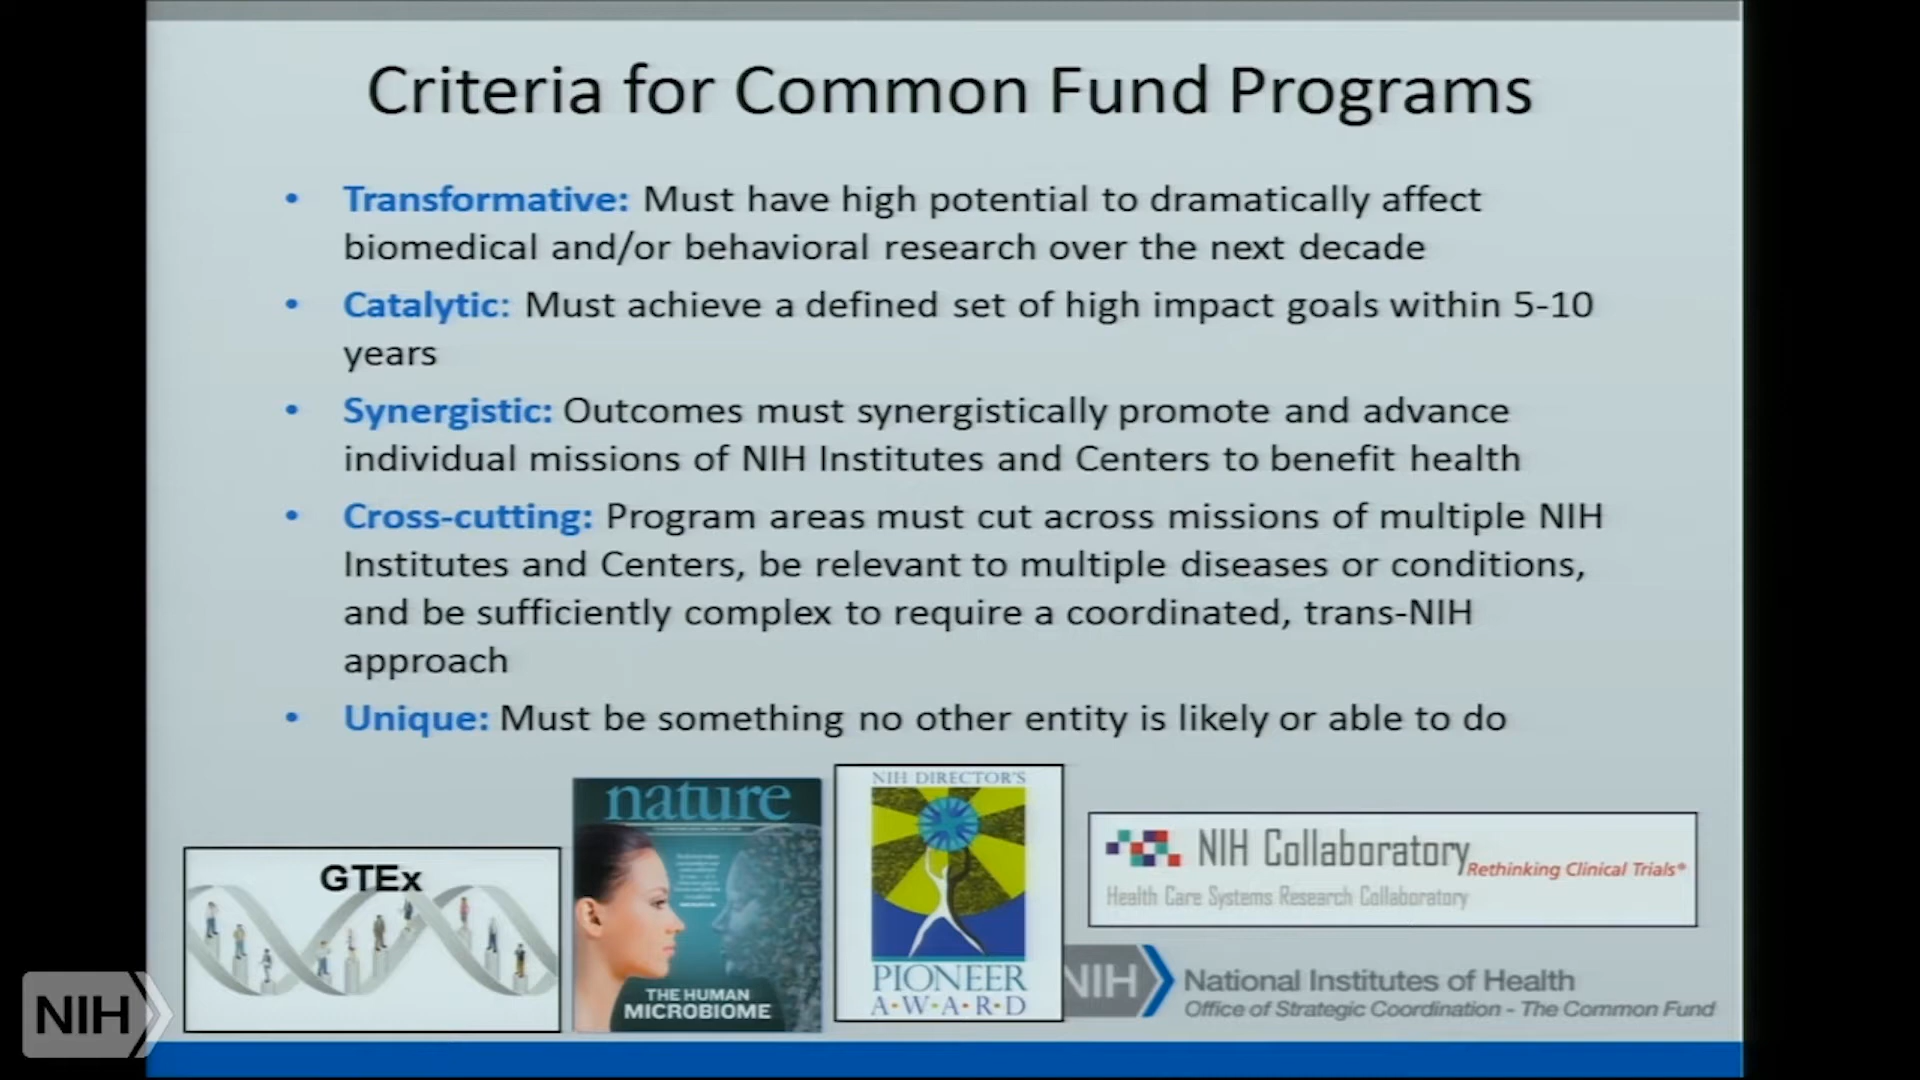 Criteria for Common Fund Programs
• Transformative: Must have high potential to dramatically affect
biomedical and/or behavioral research over the next decade
• Catalytic: Must achieve a defined set of high impact goals within 5-10
years
• Synergistic: Outcomes must synergistically promote and advance
individual missions of NIH Institutes and Centers to benefit health
• Cross-cutting: Program areas must cut across missions of multiple NIH
Institutes and Centers, be relevant to multiple diseases or conditions,
and be sufficiently complex to require a coordinated, trans-NIH
approach
• Unique: Must be something no other entity is likely or able to do
GTEx
nature
THE HUMAN
MICROBIOME
NIH DIRECTOR'S
PIONEER
A•W•A•R•D
NIH Collaboratory
Rethinking Clinical Trials®
Health Care Systems Research Collaboratory
NIH
National Institutes of Health
Office of Strategic Coordination - The Common Fund
NIH